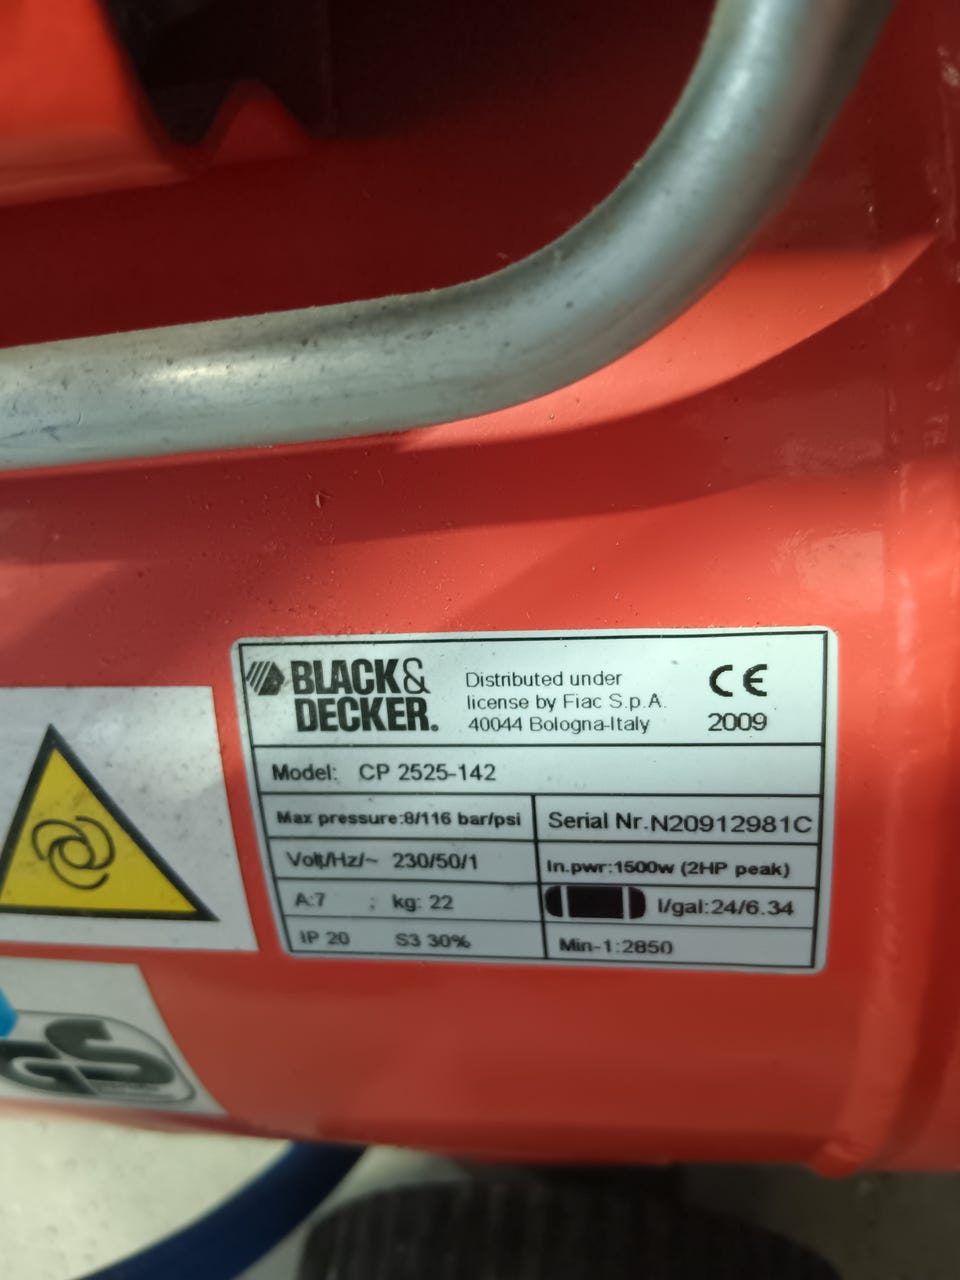 BLACK&
DECKER.
Distributed under
license by Fiac S.p.A.
40044 Bologna-Italy
CE
2009
Model: CP 2525-142
Max pressure:8/116 bar/psi
Serial Nr.N20912981C
Volt/Hz/~ 230/50/1
In.pwr:1500w (2HP peak)
A:7 ; kg: 22
l/gal:24/6.34
IP 20 S3 30%
Min-1:2850
GS